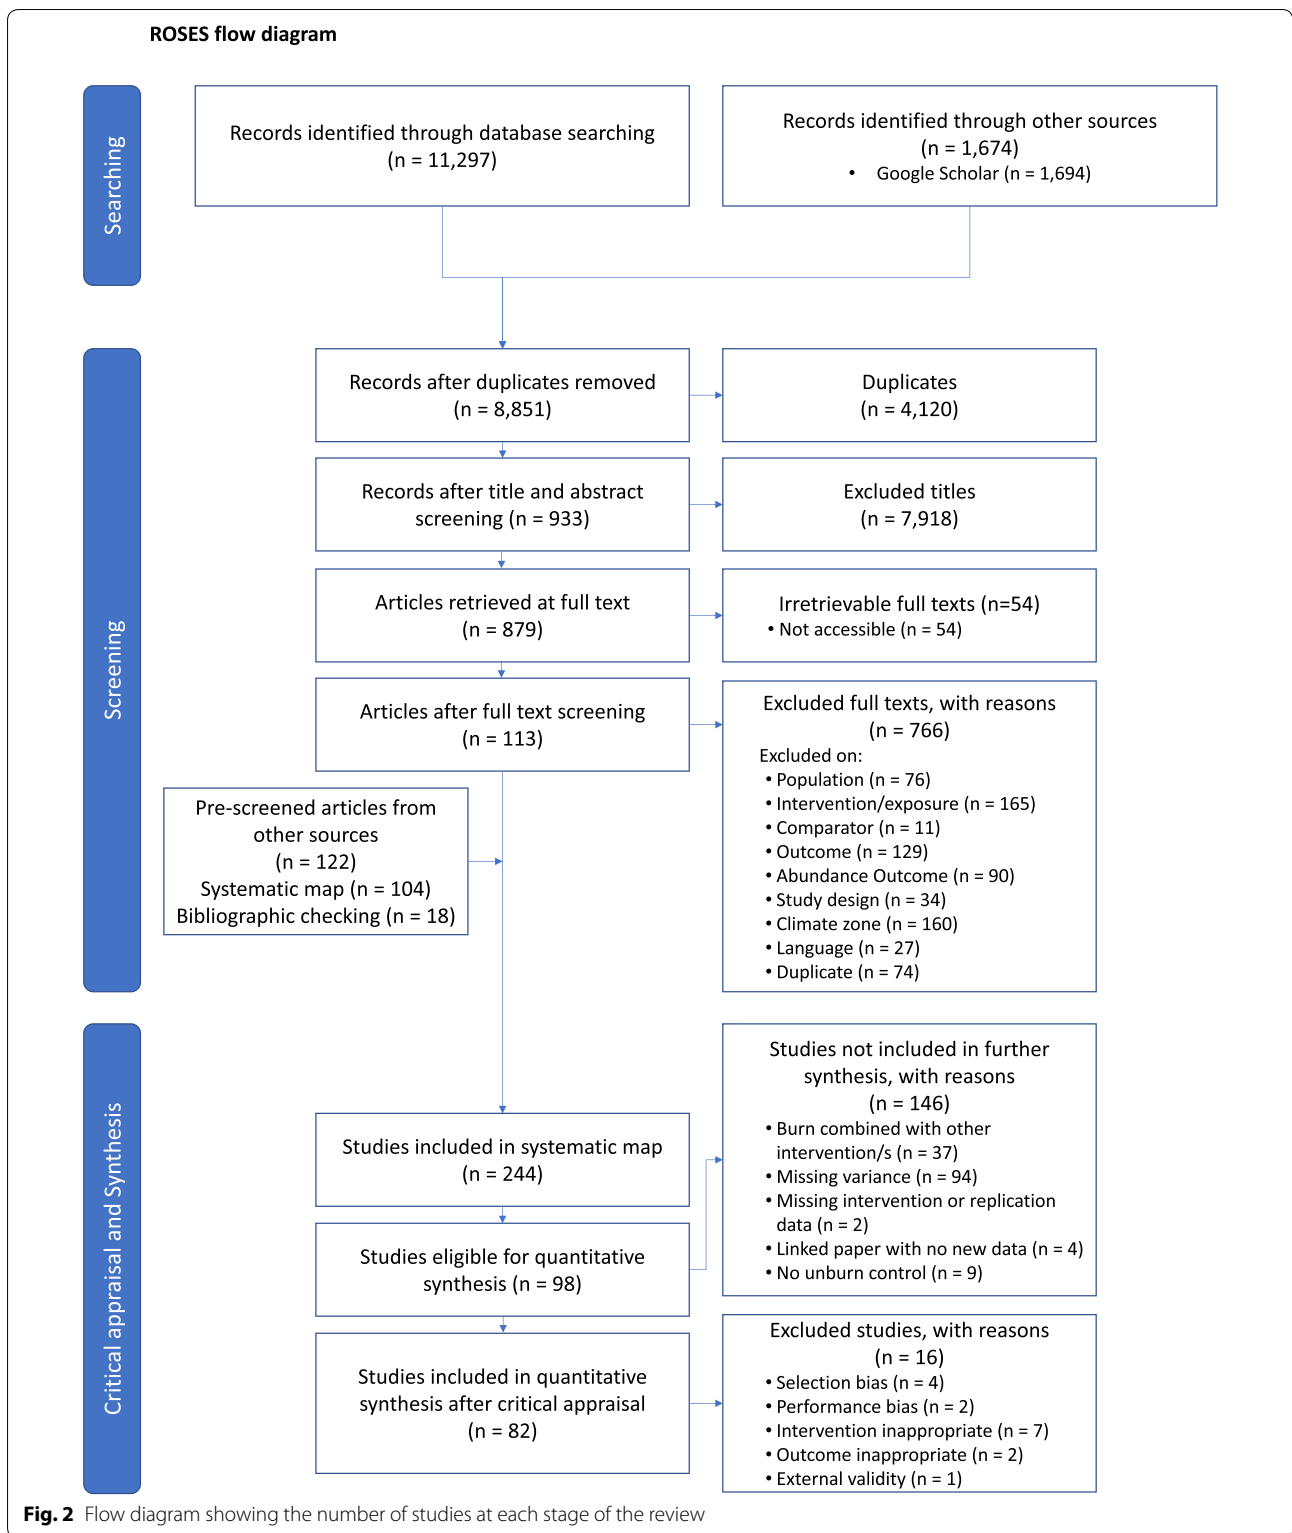 ROSES flow diagram
Searching
Records identified through database searching
(n = 11,297)
Records identified through other sources
(n = 1,674)
• Google Scholar (n = 1,694)
Screening
Records after duplicates removed
(n = 8,851)
Duplicates
(n = 4,120)
Records after title and abstract
screening (n = 933)
Excluded titles
(n = 7,918)
Articles retrieved at full text
(n = 879)
Irretrievable full texts (n=54)
• Not accessible (n = 54)
Articles after full text screening
(n = 113)
Excluded full texts, with reasons
(n = 766)
Excluded on:
• Population (n = 76)
• Intervention/exposure (n = 165)
• Comparator (n = 11)
• Outcome (n = 129)
• Abundance Outcome (n = 90)
• Study design (n = 34)
• Climate zone (n = 160)
• Language (n = 27)
• Duplicate (n = 74)
Pre-screened articles from
other sources
(n = 122)
Systematic map (n = 104)
Bibliographic checking (n = 18)
Critical appraisal and Synthesis
Studies included in systematic map
(n = 244)
Studies not included in further
synthesis, with reasons
(n = 146)
• Burn combined with other
intervention/s (n = 37)
• Missing variance (n = 94)
• Missing intervention or replication
data (n = 2)
• Linked paper with no new data (n = 4)
• No unburn control (n = 9)
Studies eligible for quantitative
synthesis (n = 98)
Studies included in quantitative
synthesis after critical appraisal
(n = 82)
Excluded studies, with reasons
(n = 16)
• Selection bias (n = 4)
• Performance bias (n = 2)
• Intervention inappropriate (n = 7)
• Outcome inappropriate (n = 2)
• External validity (n = 1)
Fig. 2 Flow diagram showing the number of studies at each stage of the review